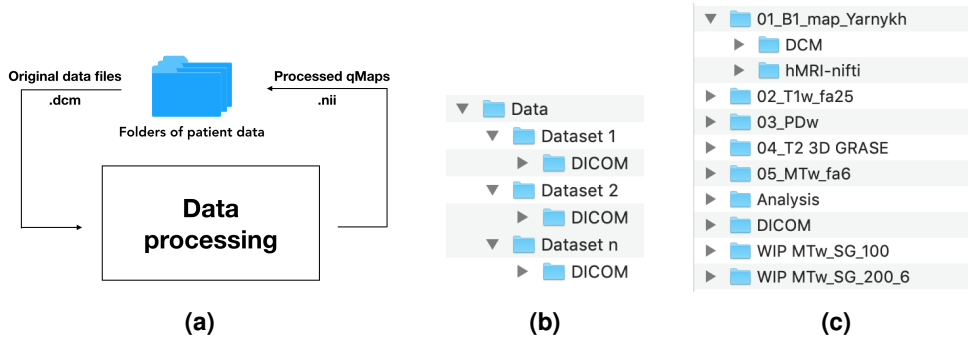 Original data files
.dcm
Processed qMaps
.nii
Folders of patient data
Data
processing
(a)
Data
Dataset 1
DICOM
Dataset 2
DICOM
Dataset n
DICOM
(b)
01_B1_map_Yarnykh
DCM
hMRI-nifti
02_T1w_fa25
03_PDw
04_T2 3D GRASE
05_MTw_fa6
Analysis
DICOM
WIP MTw_SG_100
WIP MTw_SG_200_6
(c)